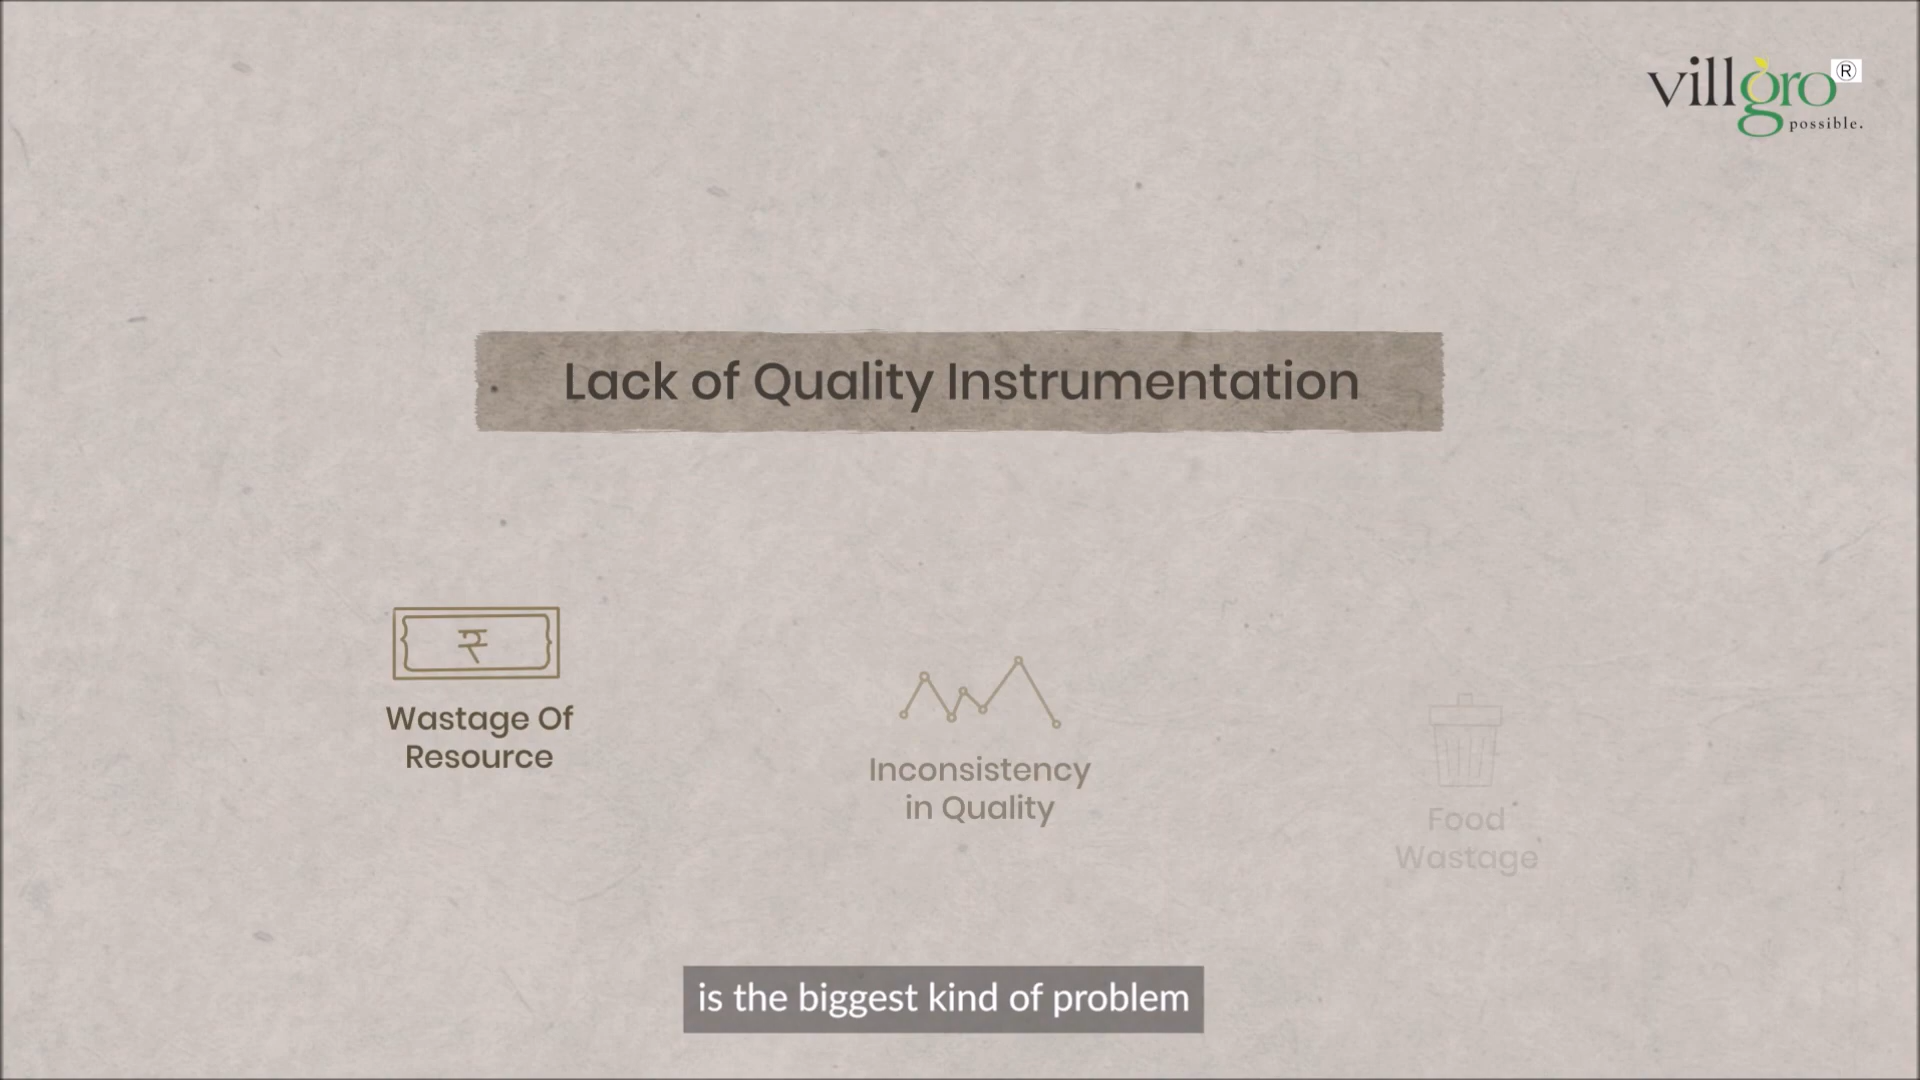 villgro®
possible.
Lack of Quality Instrumentation
₹
Wastage Of
Resource
Inconsistency
in Quality
Food
Wastage
is the biggest kind of problem